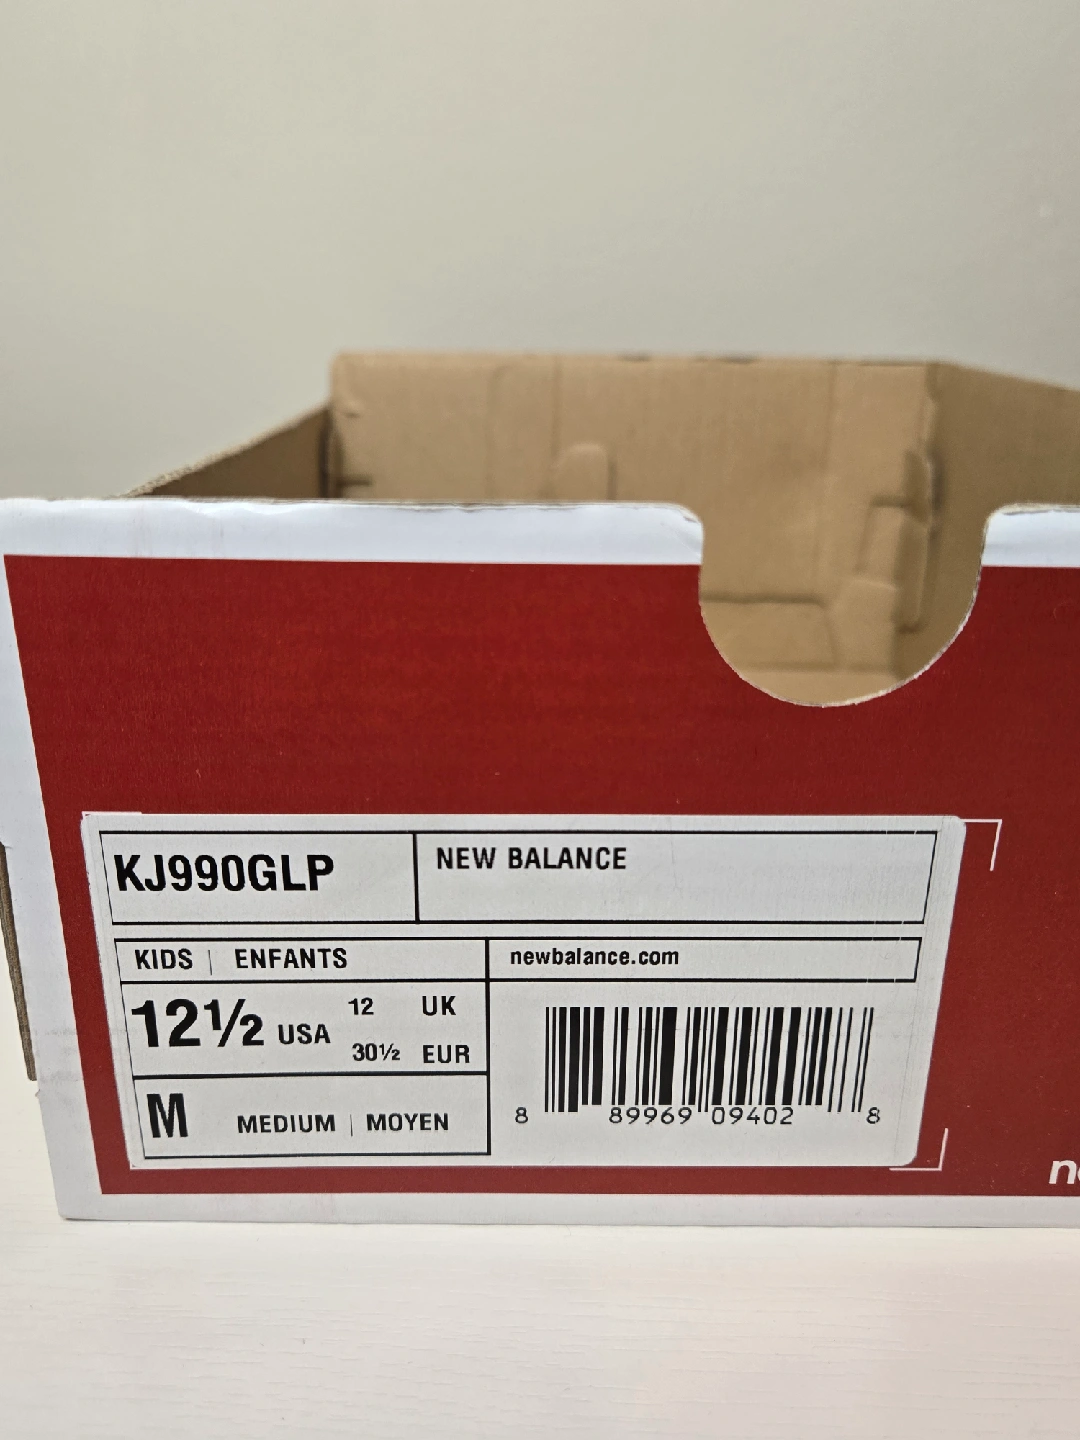 KJ990GLP
NEW BALANCE
KIDS | ENFANTS
newbalance.com
12½ USA
12 UK
30½ EUR
M MEDIUM | MOYEN
8 89969 09402 8